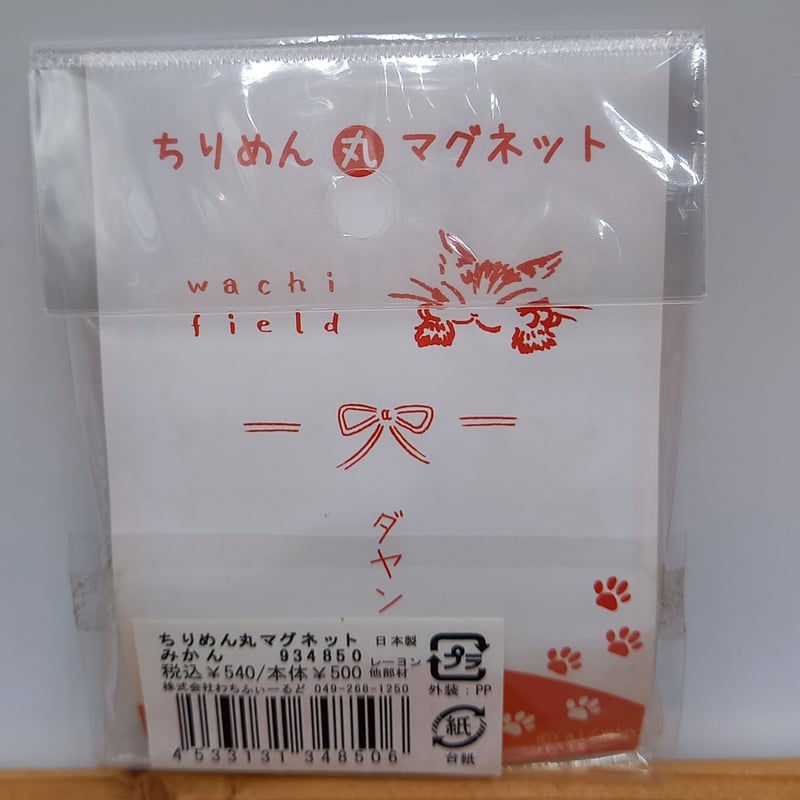 ちりめん丸マグネット
wachi
field
α
ダヤン
ちりめん丸マグネット 日本製
みかん 934850 レーヨン
税込￥540/本体￥500 他部材
株式会社わちふぃーるど 049-268-1250
プラ
外装:PP
紙
台紙
4 533131 348506